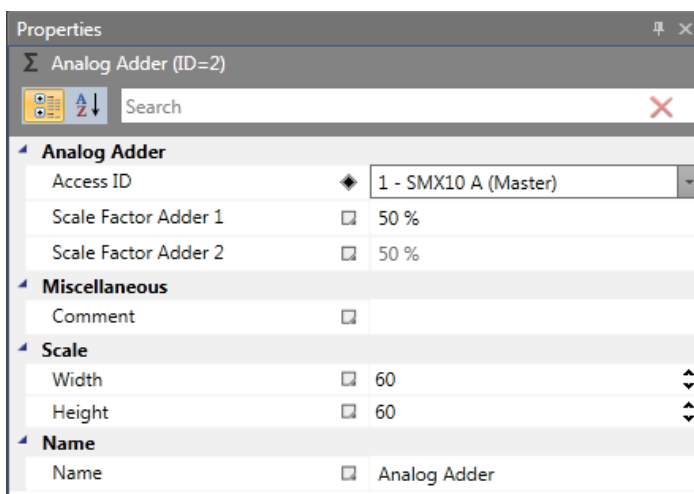 Properties
Σ Analog Adder (ID=2)
A Z Search
Analog Adder
Access ID 1 - SMX10 A (Master)
Scale Factor Adder 1 50 %
Scale Factor Adder 2 50 %
Miscellaneous
Comment
Scale
Width 60
Height 60
Name
Name Analog Adder